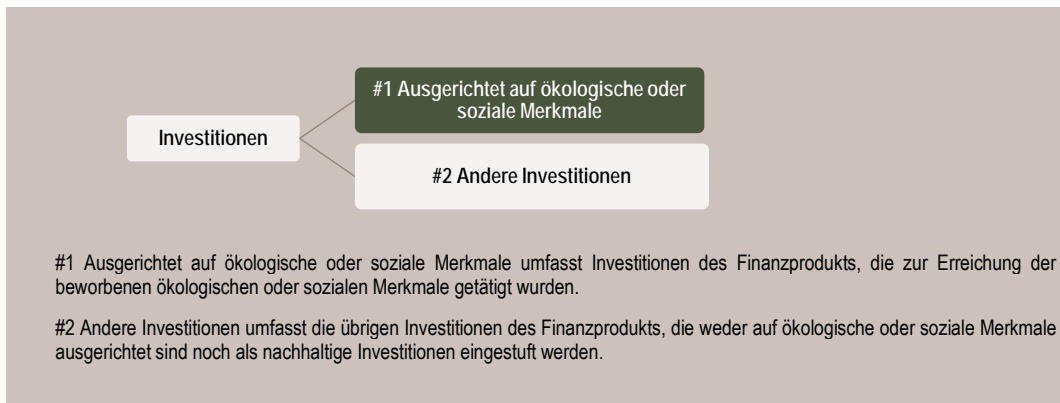 #1 Ausgerichtet auf ökologische oder
soziale Merkmale
Investitionen
#2 Andere Investitionen
#1 Ausgerichtet auf ökologische oder soziale Merkmale umfasst Investitionen des Finanzprodukts, die zur Erreichung der
beworbenen ökologischen oder sozialen Merkmale getätigt wurden.
#2 Andere Investitionen umfasst die übrigen Investitionen des Finanzprodukts, die weder auf ökologische oder soziale Merkmale
ausgerichtet sind noch als nachhaltige Investitionen eingestuft werden.